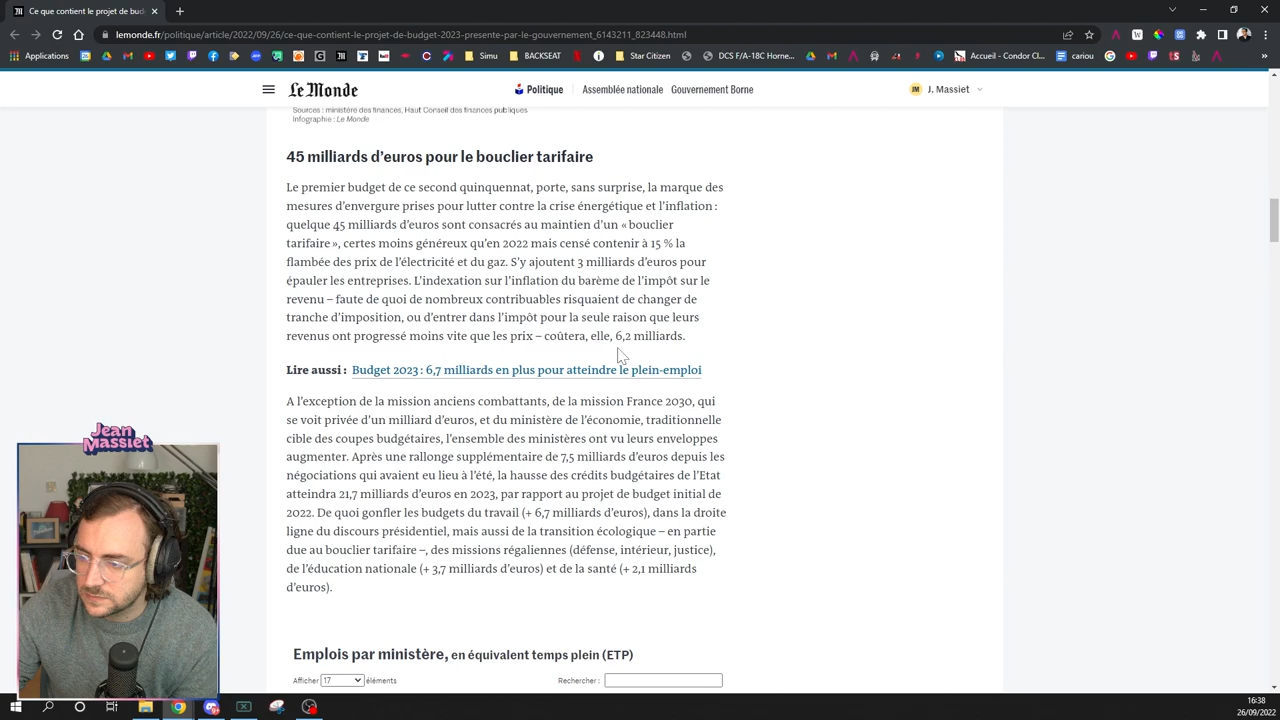 Ce que contient le projet de bu
lemonde.fr/politique/article/2022/09/26/ce-que-contient-le-projet-de-budget-2023-presente-par-le-gouvernement_6143211_823448.html
Applications
Simu
BACKSEAT
Star Citizen
DCS F/A-18C Hornet...
Accueil - Condor Cl...
cariou
Le Monde
Politique
Assemblée nationale
Gouvernement Borne
JM
J. Massiet
Sources : ministère des finances, Haut Conseil des finances publiques
Infographie : Le Monde
45 milliards d’euros pour le bouclier tarifaire
Le premier budget de ce second quinquennat, porte, sans surprise, la marque des
mesures d’envergure prises pour lutter contre la crise énergétique et l’inflation :
quelque 45 milliards d’euros sont consacrés au maintien d’un « bouclier
tarifaire », certes moins généreux qu’en 2022 mais censé contenir à 15 % la
flambée des prix de l’électricité et du gaz. S’y ajoutent 3 milliards d’euros pour
épauler les entreprises. L’indexation sur l’inflation du barème de l’impôt sur le
revenu – faute de quoi de nombreux contribuables risquaient de changer de
tranche d’imposition, ou d’entrer dans l’impôt pour la seule raison que leurs
revenus ont progressé moins vite que les prix – coûtera, elle, 6,2 milliards.
Lire aussi : Budget 2023 : 6,7 milliards en plus pour atteindre le plein-emploi
A l’exception de la mission anciens combattants, de la mission France 2030, qui
se voit privée d’un milliard d’euros, et du ministère de l’économie, traditionnelle
cible des coupes budgétaires, l’ensemble des ministères ont vu leurs enveloppes
augmenter. Après une rallonge supplémentaire de 7,5 milliards d’euros depuis les
négociations qui avaient eu lieu à l’été, la hausse des crédits budgétaires de l’Etat
atteindra 21,7 milliards d’euros en 2023, par rapport au projet de budget initial de
2022. De quoi gonfler les budgets du travail (+ 6,7 milliards d’euros), dans la droite
ligne du discours présidentiel, mais aussi de la transition écologique – en partie
due au bouclier tarifaire –, des missions régaliennes (défense, intérieur, justice),
de l’éducation nationale (+ 3,7 milliards d’euros) et de la santé (+ 2,1 milliards
d’euros).
Jean
Massiet
Emplois par ministère, en équivalent temps plein (ETP)
Afficher 17 éléments
Rechercher :
16:38
26/09/2022